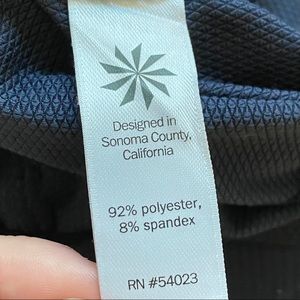 Designed in
Sonoma County,
California
92% polyester,
8% spandex
RN #54023